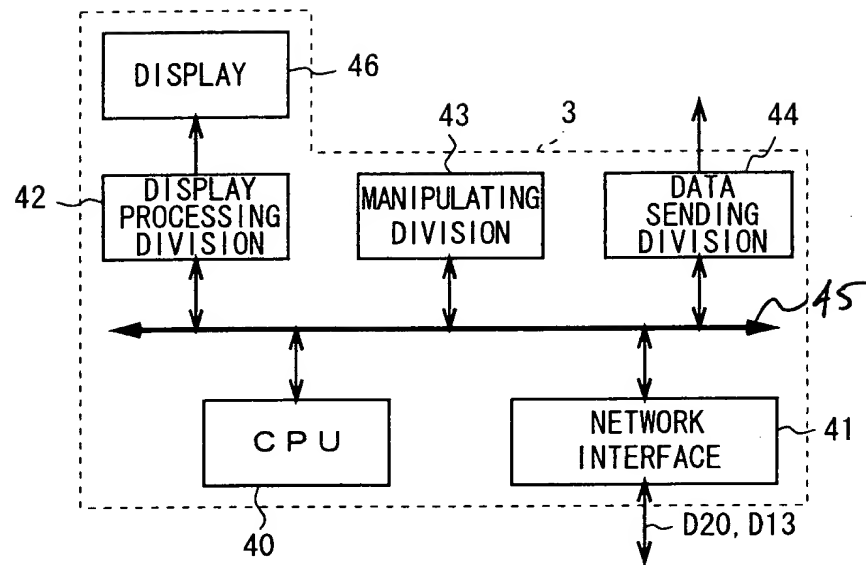 DISPLAY
46
43
3
44
42
DISPLAY
PROCESSING
DIVISION
MANIPULATING
DIVISION
DATA
SENDING
DIVISION
45
CPU
NETWORK
INTERFACE
41
40
D20, D13